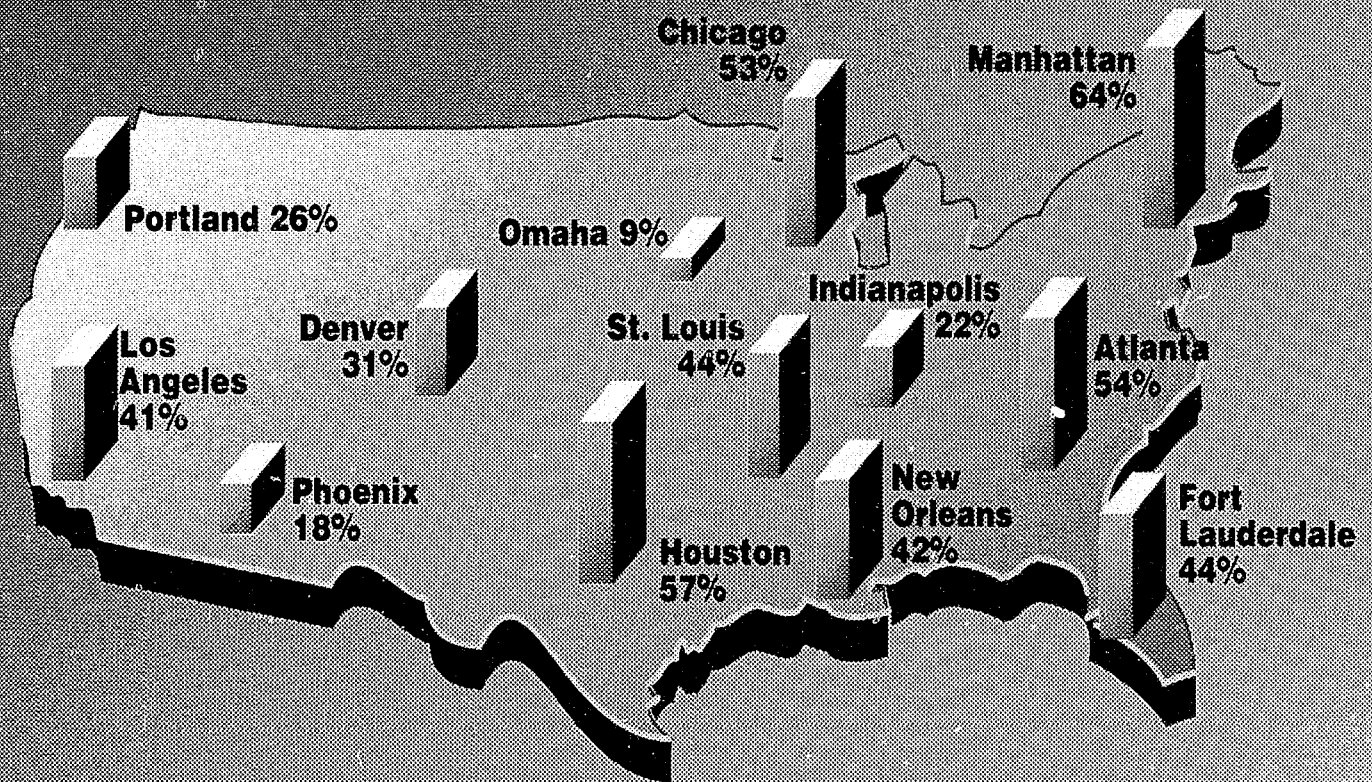 Chicago
53%
Manhattan
64%
Portland 26%
Omaha 9%
Indianapolis
22%
Denver
31%
St. Louis
44%
Los
Angeles
41%
Atlanta
54%
Phoenix
18%
New
Orleans
42%
Fort
Lauderdale
44%
Houston
57%